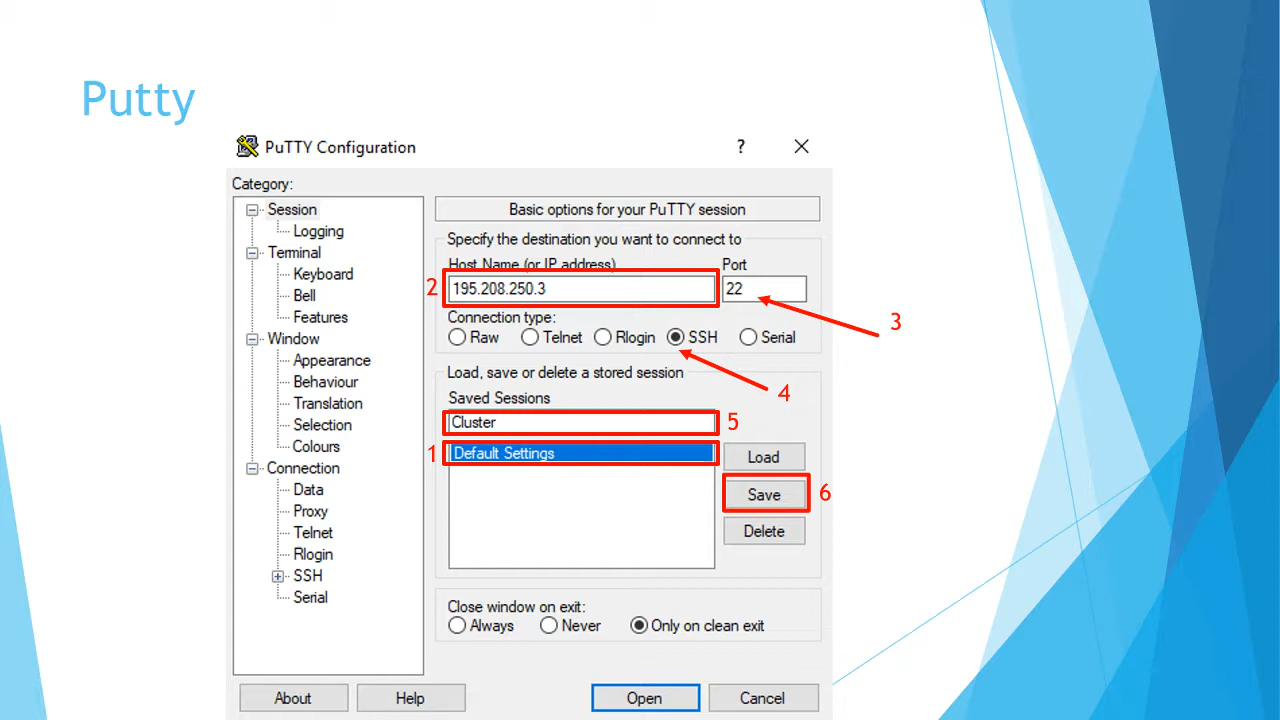 Putty
PuTTY Configuration
?
Category:
Session
Logging
Terminal
Keyboard
Bell
Features
Window
Appearance
Behaviour
Translation
Selection
Colours
Connection
Data
Proxy
Telnet
Rlogin
SSH
Serial
Basic options for your PuTTY session
Specify the destination you want to connect to
Host Name (or IP address) Port
2 195.208.250.3 22
3
Connection type:
Raw Telnet Rlogin SSH Serial
4
Load, save or delete a stored session
Saved Sessions
Cluster 5
1 Default Settings
Load
Save 6
Delete
Close window on exit:
Always Never Only on clean exit
About Help Open Cancel